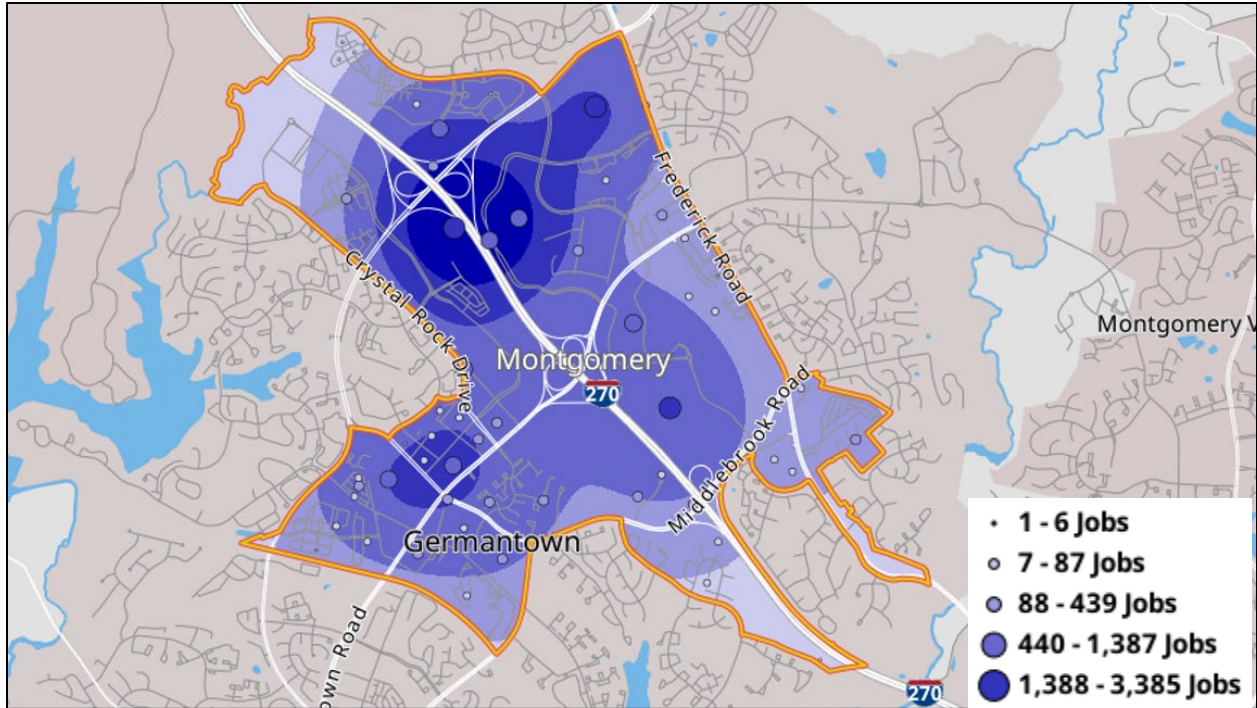 Frederick Road
Crystal Rock Drive
Montgomery
270
Montgomery V
Middlebrook Road
Germantown
own Road
270
1 - 6 Jobs
7 - 87 Jobs
88 - 439 Jobs
440 - 1,387 Jobs
1,388 - 3,385 Jobs